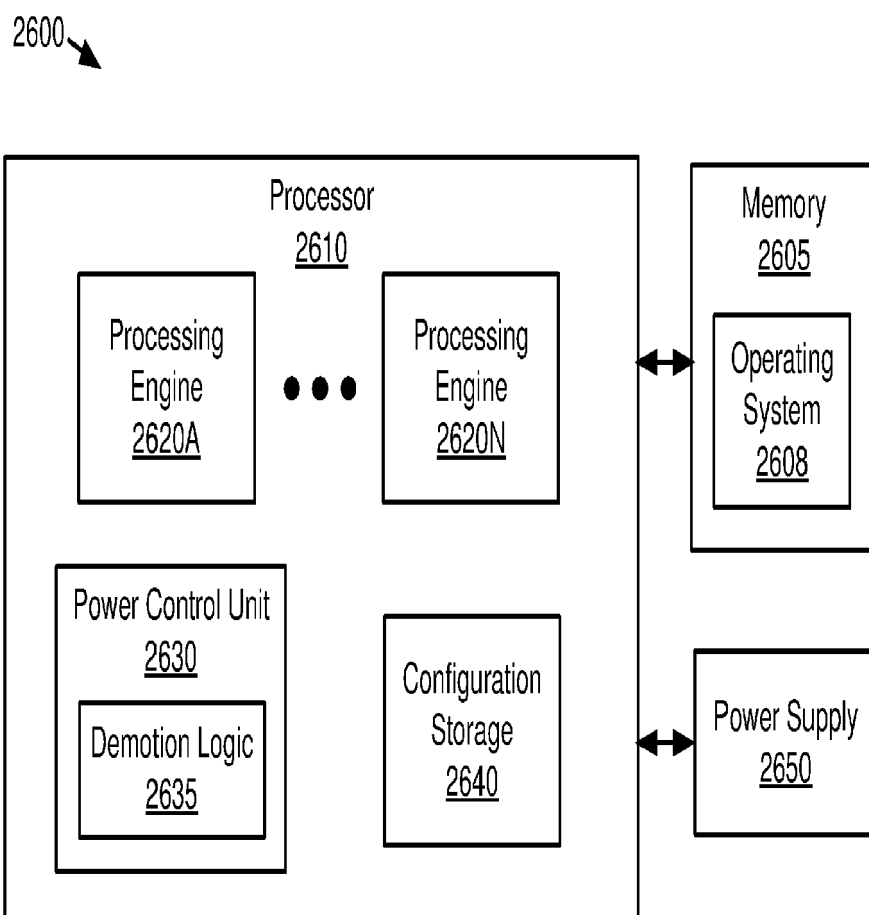 2600
Processor
2610
Processing
Engine
2620A
Processing
Engine
2620N
Memory
2605
Operating
System
2608
Power Control Unit
2630
Demotion Logic
2635
Configuration
Storage
2640
Power Supply
2650